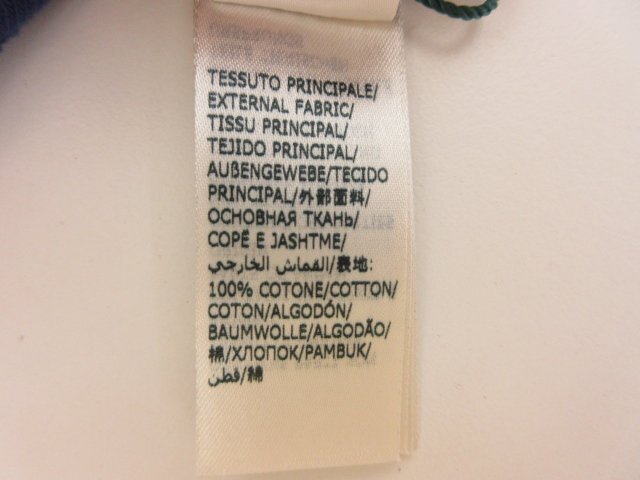 TESSUTO PRINCIPALE/
EXTERNAL FABRIC/
TISSU PRINCIPAL/
TEJIDO PRINCIPAL/
AUßENGEWEBE/TECIDO
PRINCIPAL/外部面料/
ОСНОВНАЯ ТКАНЬ/
COPË E JASHTME/
القماش الخارجي/表地:
100% COTONE/COTTON/
COTON/ALGODÓN/
BAUMWOLLE/ALGODÃO/
棉/ХЛОПОК/PAMBUK/
قطن/綿